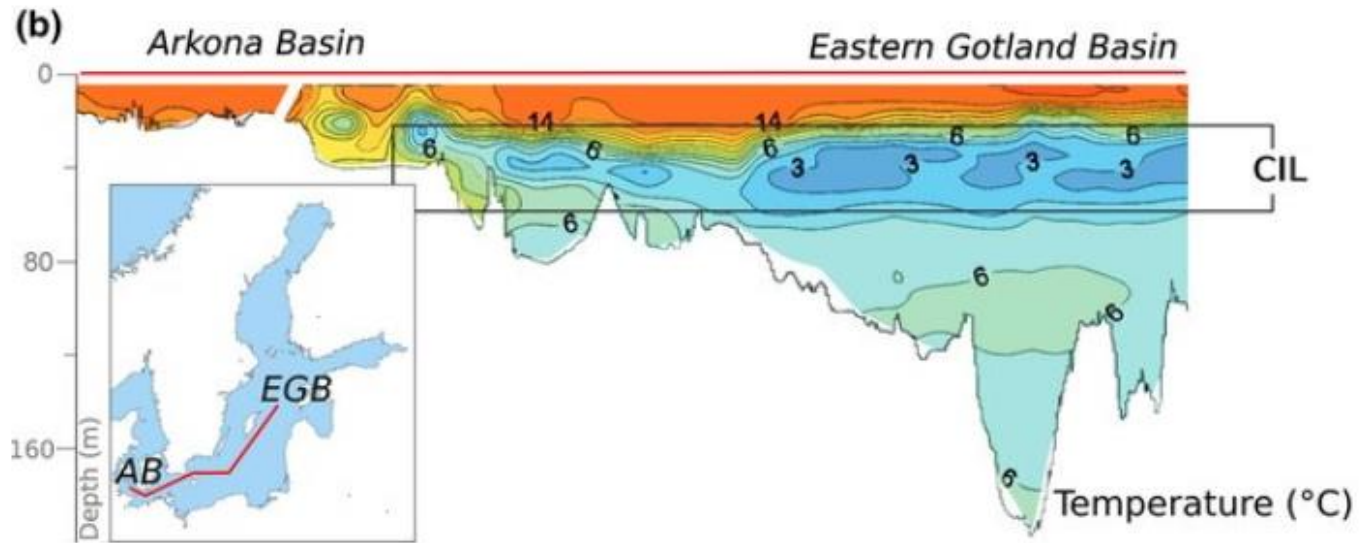 (b)
Arkona Basin
Eastern Gotland Basin
0
14
14
6
6
6
6
6
3
3
3
3
CIL
6
80
6
6
EGB
160
AB
6
Depth (m)
Temperature (°C)